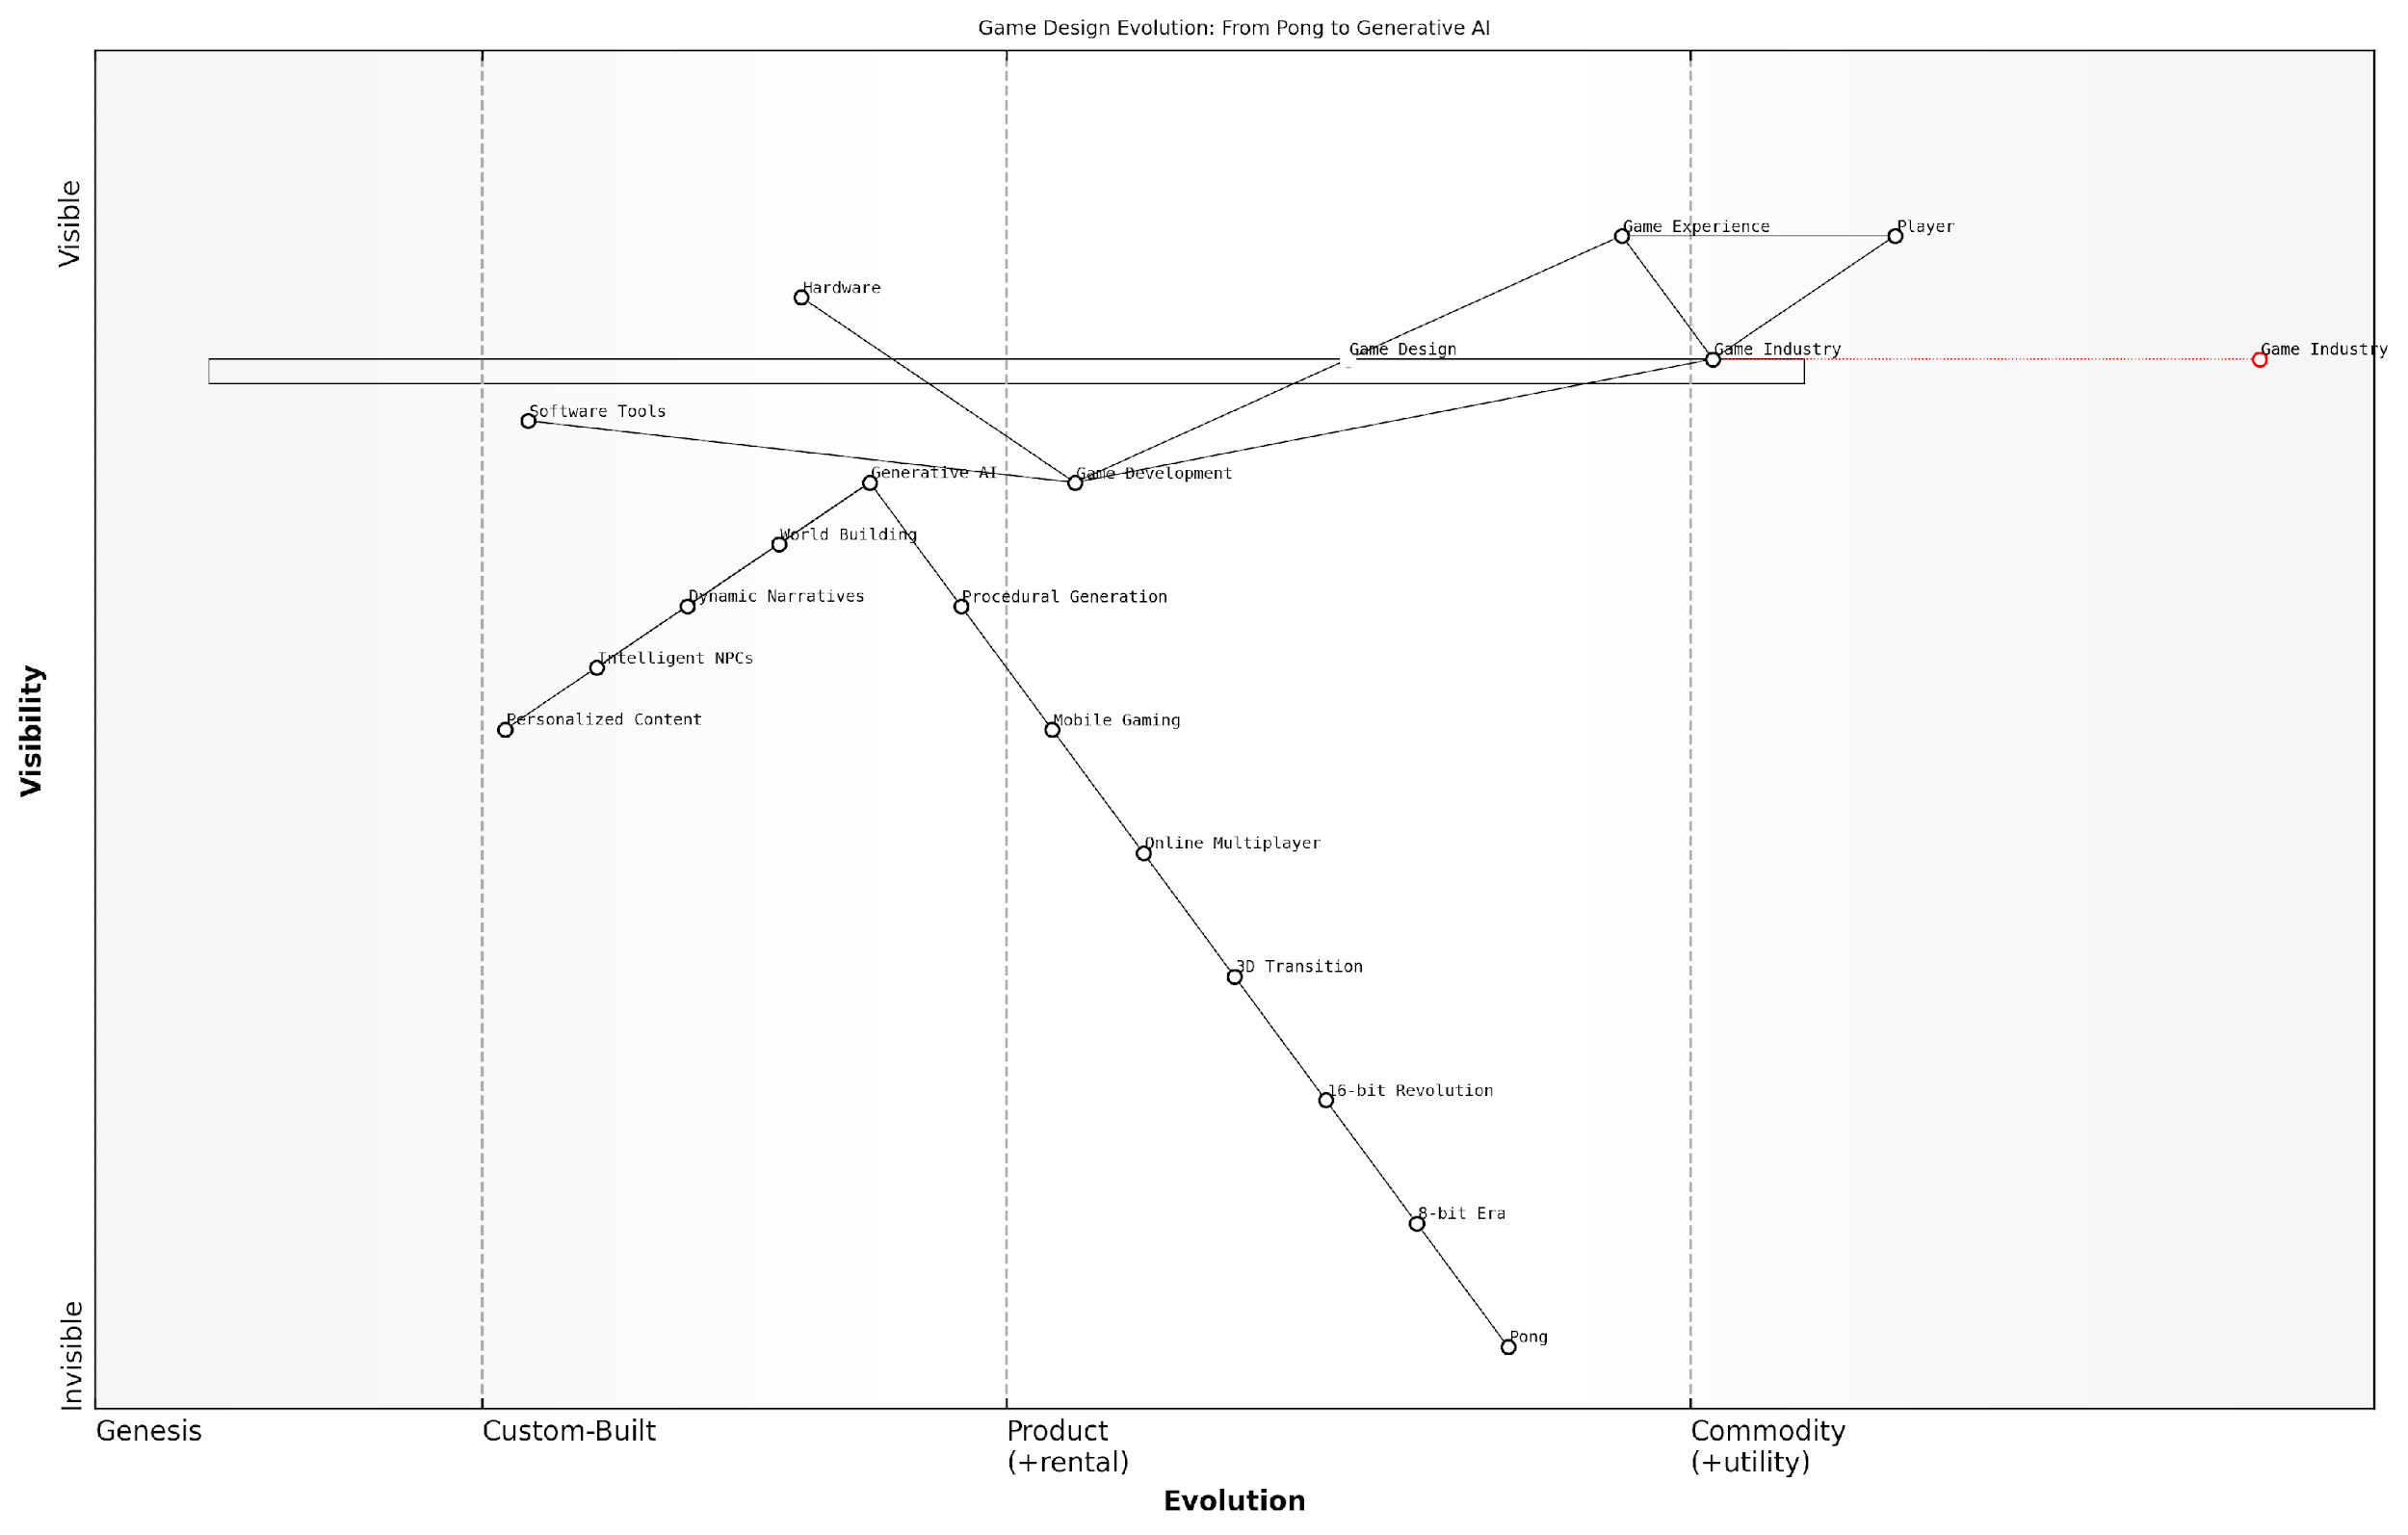 Game Design Evolution: From Pong to Generative AI
Visible
Game Experience
Player
Hardware
Game Design
Game Industry
Game Industry
Software Tools
Generative AI
Game Development
World Building
Dynamic Narratives
Procedural Generation
Intelligent NPCs
Personalized Content
Mobile Gaming
Visibility
Online Multiplayer
3D Transition
16-bit Revolution
8-bit Era
Pong
Invisible
Genesis
Custom-Built
Product
(+rental)
Commodity
(+utility)
Evolution